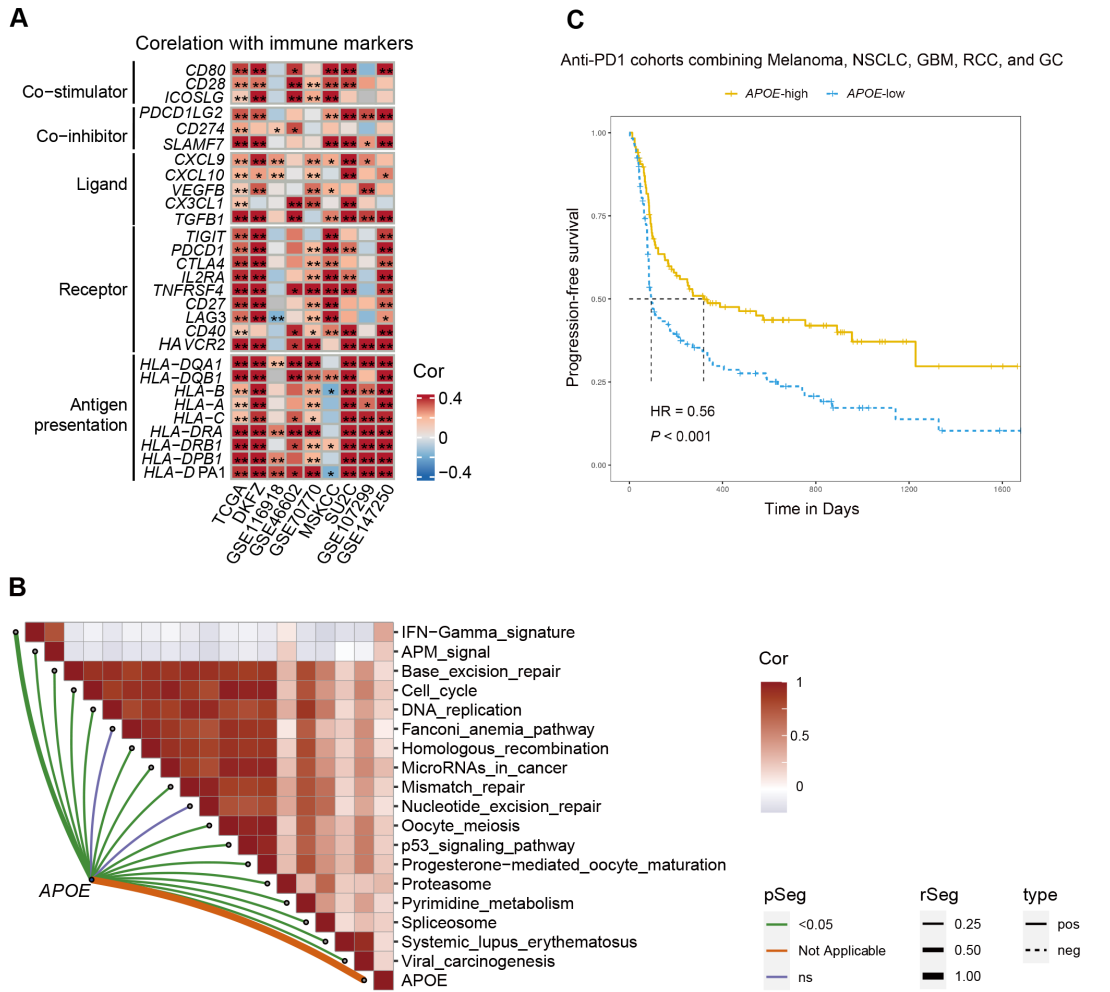 A
Corelation with immune markers
Co-stimulator
CD80
CD28
ICOSLG
Co-inhibitor
PDCD1LG2
CD274
SLAMF7
Ligand
CXCL9
CXCL10
VEGFB
CX3CL1
TGFB1
Receptor
TIGIT
PDCD1
CTLA4
IL2RA
TNFRSF4
CD27
LAG3
CD40
HAVCR2
Antigen
presentation
HLA-DQA1
HLA-DQB1
HLA-B
HLA-A
HLA-C
HLA-DRA
HLA-DRB1
HLA-DPB1
HLA-D PA1
TCGA
DKFZ
GSE116918
GSE46602
GSE70770
MSKCC
SU2C
GSE107299
GSE147250
Cor
0.4
0
−0.4
C
Anti-PD1 cohorts combining Melanoma, NSCLC, GBM, RCC, and GC
APOE-high
APOE-low
Progression-free survival
1.00
0.75
0.50
0.25
0.00
HR = 0.56
P < 0.001
0
400
800
1200
1600
Time in Days
B
IFN−Gamma_signature
APM_signal
Base_excision_repair
Cell_cycle
DNA_replication
Fanconi_anemia_pathway
Homologous_recombination
MicroRNAs_in_cancer
Mismatch_repair
Nucleotide_excision_repair
Oocyte_meiosis
p53_signaling_pathway
Progesterone−mediated_oocyte_maturation
Proteasome
Pyrimidine_metabolism
Spliceosome
Systemic_lupus_erythematosus
Viral_carcinogenesis
APOE
APOE
Cor
1
0.5
0
pSeg
<0.05
Not Applicable
ns
rSeg
0.25
0.50
1.00
type
pos
neg